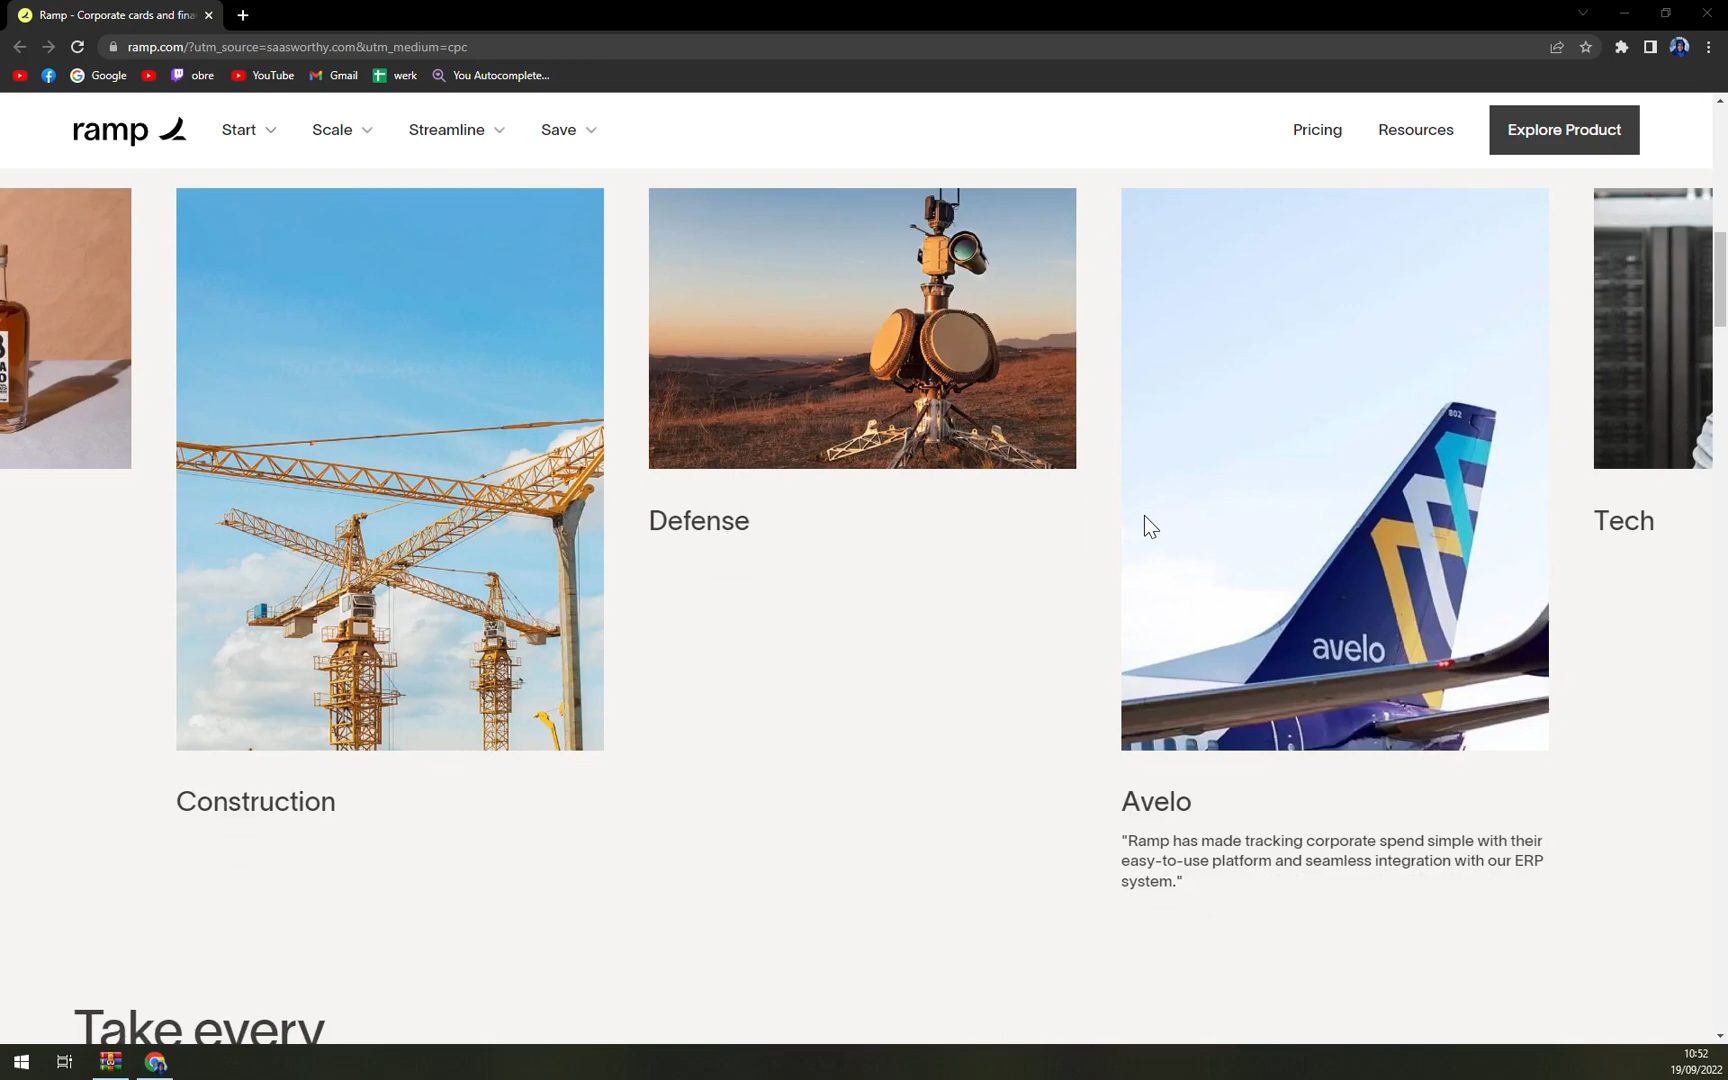 Ramp - Corporate cards and fina
ramp.com/?utm_source=saasworthy.com&utm_medium=cpc
Google
obre
YouTube
Gmail
werk
You Autocomplete...
ramp
Start
Scale
Streamline
Save
Pricing
Resources
Explore Product
802
avelo
Defense
Tech
Construction
Avelo
"Ramp has made tracking corporate spend simple with their
easy-to-use platform and seamless integration with our ERP
system."
Take every
10:52
19/09/2022